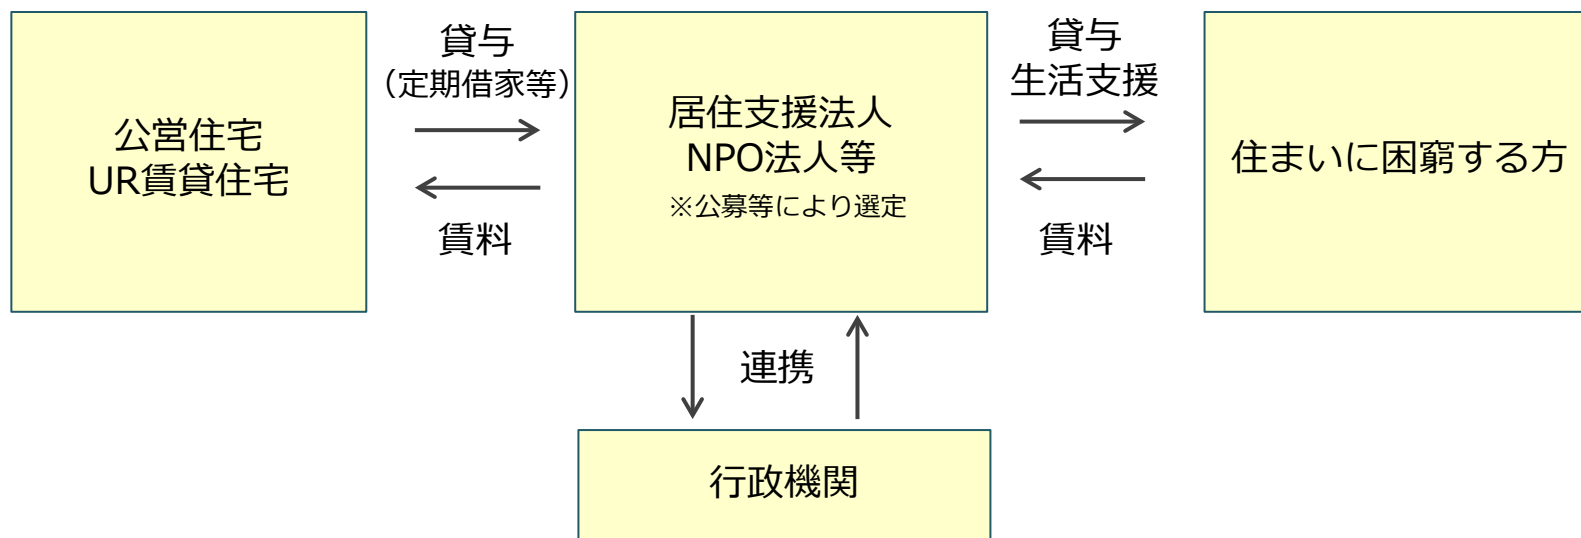 公営住宅
UR賃貸住宅
貸与
（定期借家等）
賃料
居住支援法人
NPO法人等
※公募等により選定
貸与
生活支援
賃料
住まいに困窮する方
連携
行政機関